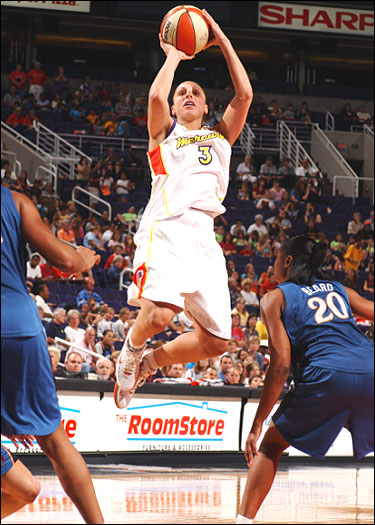 SHARP
Mercury
3
BEARD
20
the RoomStore
FURNITURE & ACCESSORIES